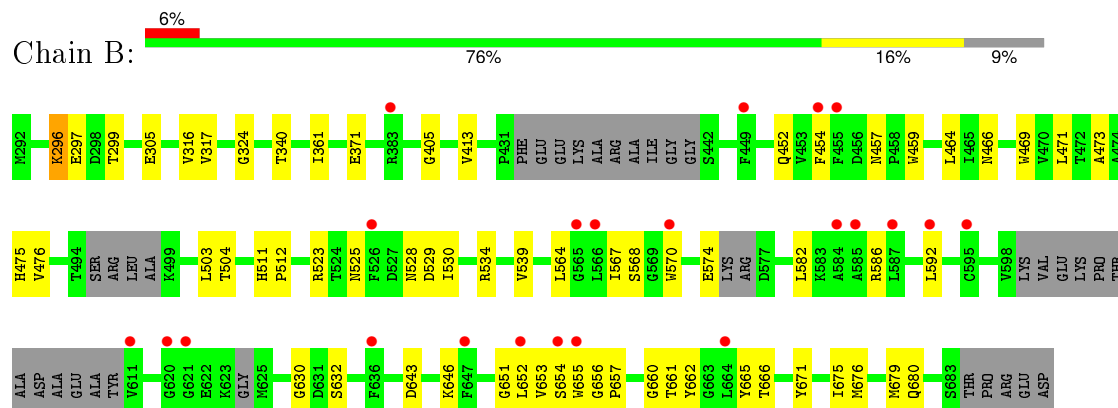 6%
Chain B:
76% 16% 9%
M292 K296 E297 D298 T299 E305 V316 V317 G324 T340 I361 E371 R383 G405 V413 P431 PHE GLU GLU LYS ALA ARG ALA ILE GLY GLY S442 F449 Q452 V453 F454 F455 D456 N457 P458 W459 L464 I465 N466 W469 V470 L471 T472 A473 A474
H475 V476 T494 SER ARG LEU ALA K499 L503 T504 H511 P512 R523 T524 N525 F526 D527 N528 D529 I530 R534 V539 L564 G565 L566 I567 S568 G569 W570 E574 LYS ARG D577 L582 K583 A584 A585 R586 L587 L592 C595 V598 LYS VAL GLU LYS PRO THR
ALA ASP ALA GLU ALA TYR V611 G620 G621 E622 K623 GLY M625 G630 D631 S632 F636 D643 K646 F647 G651 L652 V653 S654 W655 G656 P657 G660 T661 Y662 G663 L664 Y665 T666 Y671 I675 M676 M679 Q680 S683 THR PRO ARG GLU ASP